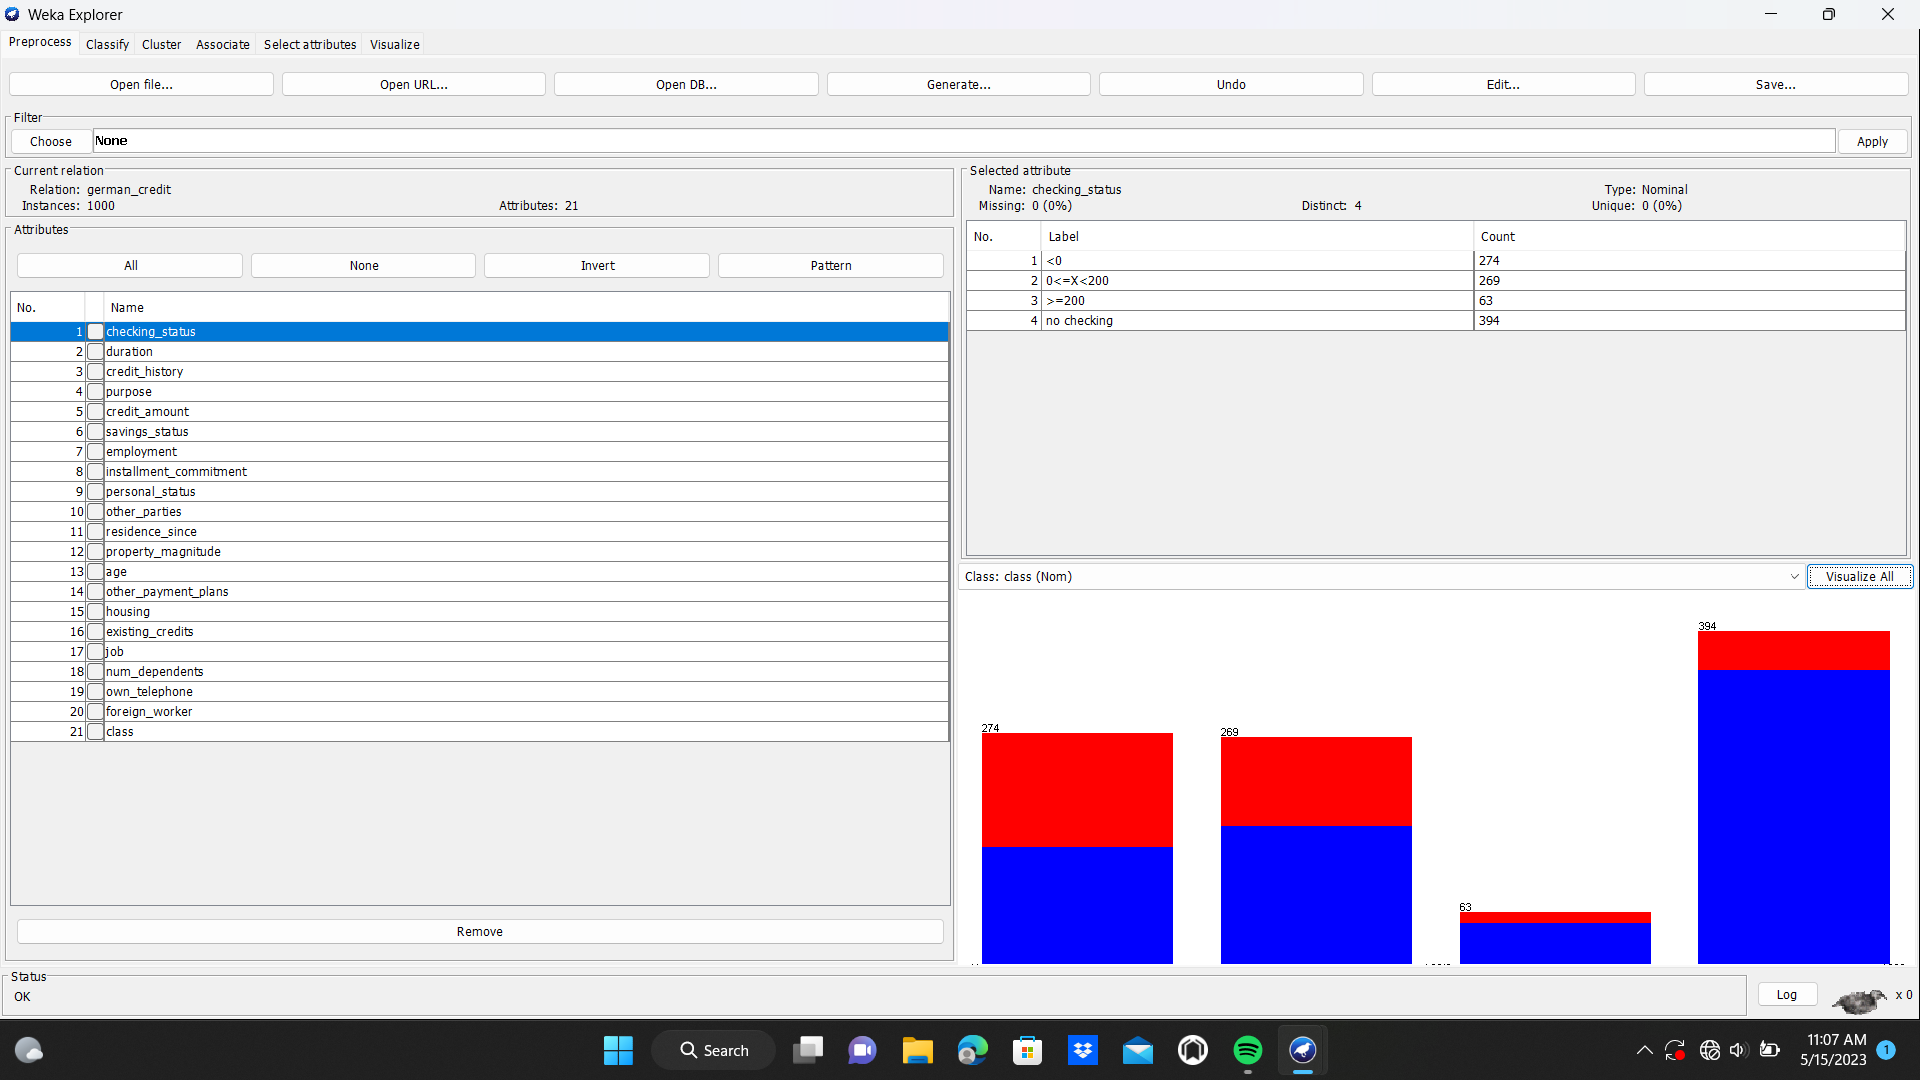 Weka Explorer
Preprocess Classify Cluster Associate Select attributes Visualize
Open file... Open URL... Open DB... Generate... Undo Edit... Save...
Filter
Choose None Apply
Current relation
Relation: german_credit
Instances: 1000 Attributes: 21
Attributes
All None Invert Pattern
No. Name
1 checking_status
2 duration
3 credit_history
4 purpose
5 credit_amount
6 savings_status
7 employment
8 installment_commitment
9 personal_status
10 other_parties
11 residence_since
12 property_magnitude
13 age
14 other_payment_plans
15 housing
16 existing_credits
17 job
18 num_dependents
19 own_telephone
20 foreign_worker
21 class
Remove
Selected attribute
Name: checking_status Type: Nominal
Missing: 0 (0%) Distinct: 4 Unique: 0 (0%)
No. Label Count
1 <0 274
2 0<=X<200 269
3 >=200 63
4 no checking 394
Class: class (Nom) Visualize All
274
269
63
394
Status
OK
Log x 0
Search
11:07 AM
5/15/2023
1